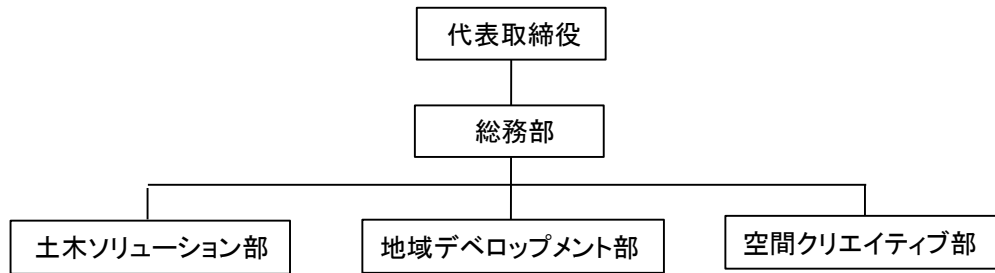 代表取締役
総務部
土木ソリューション部
地域デベロップメント部
空間クリエイティブ部